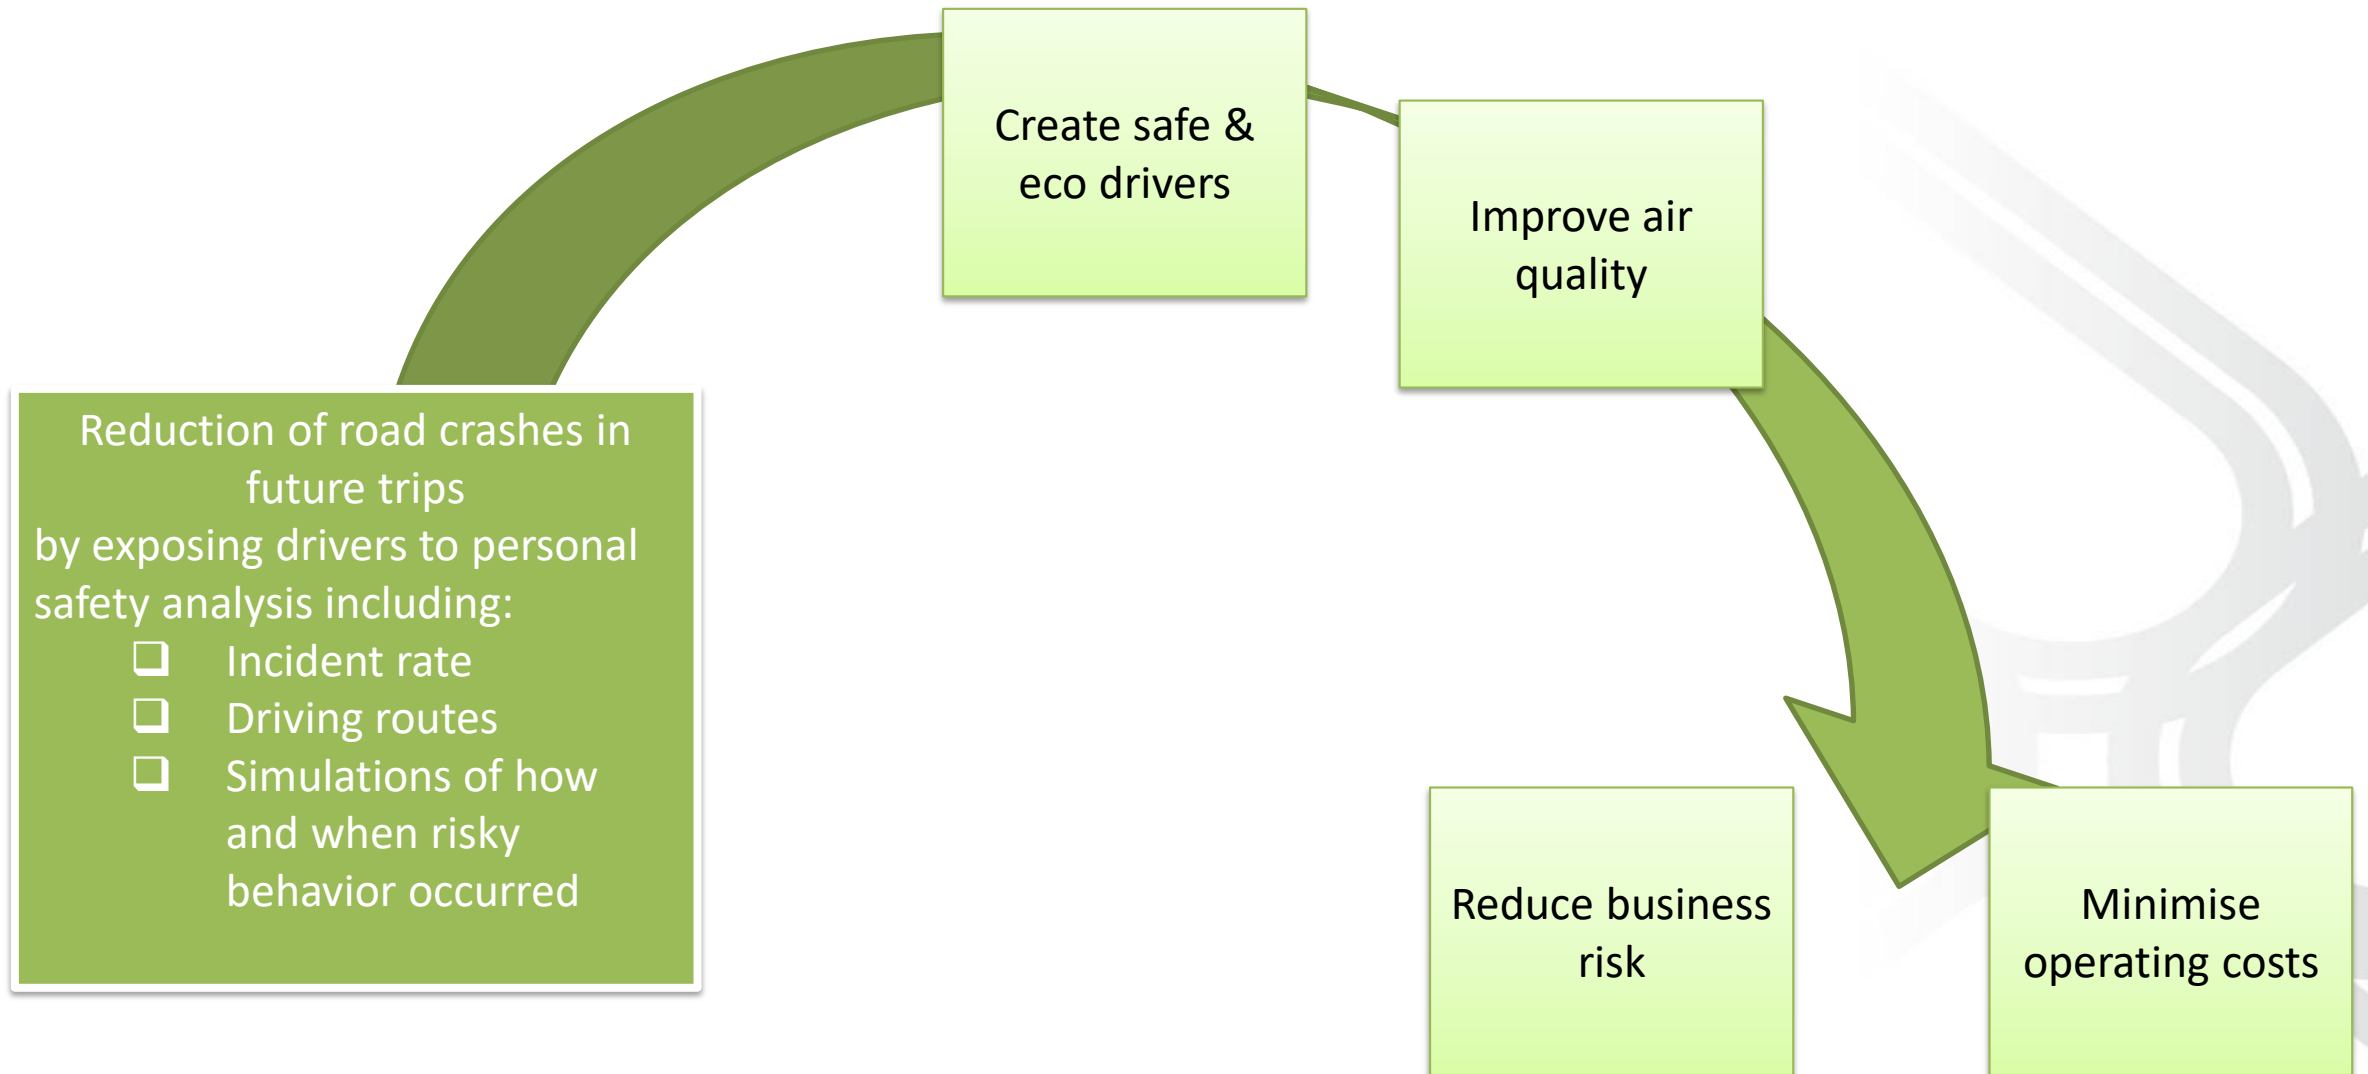 Create safe &
eco drivers
Improve air
quality
Reduction of road crashes in
future trips
by exposing drivers to personal
safety analysis including:
❑ Incident rate
❑ Driving routes
❑ Simulations of how
and when risky
behavior occurred
Reduce business
risk
Minimise
operating costs